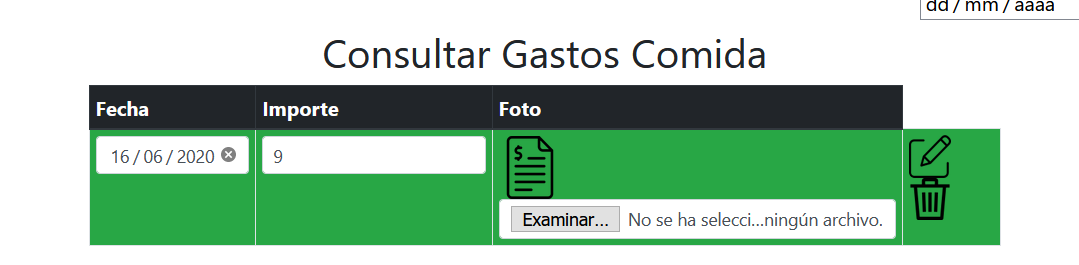 dd / mm / aaaa
Consultar Gastos Comida
Fecha Importe Foto
16 / 06 / 2020 9 $
Examinar... No se ha selecci...ningún archivo.